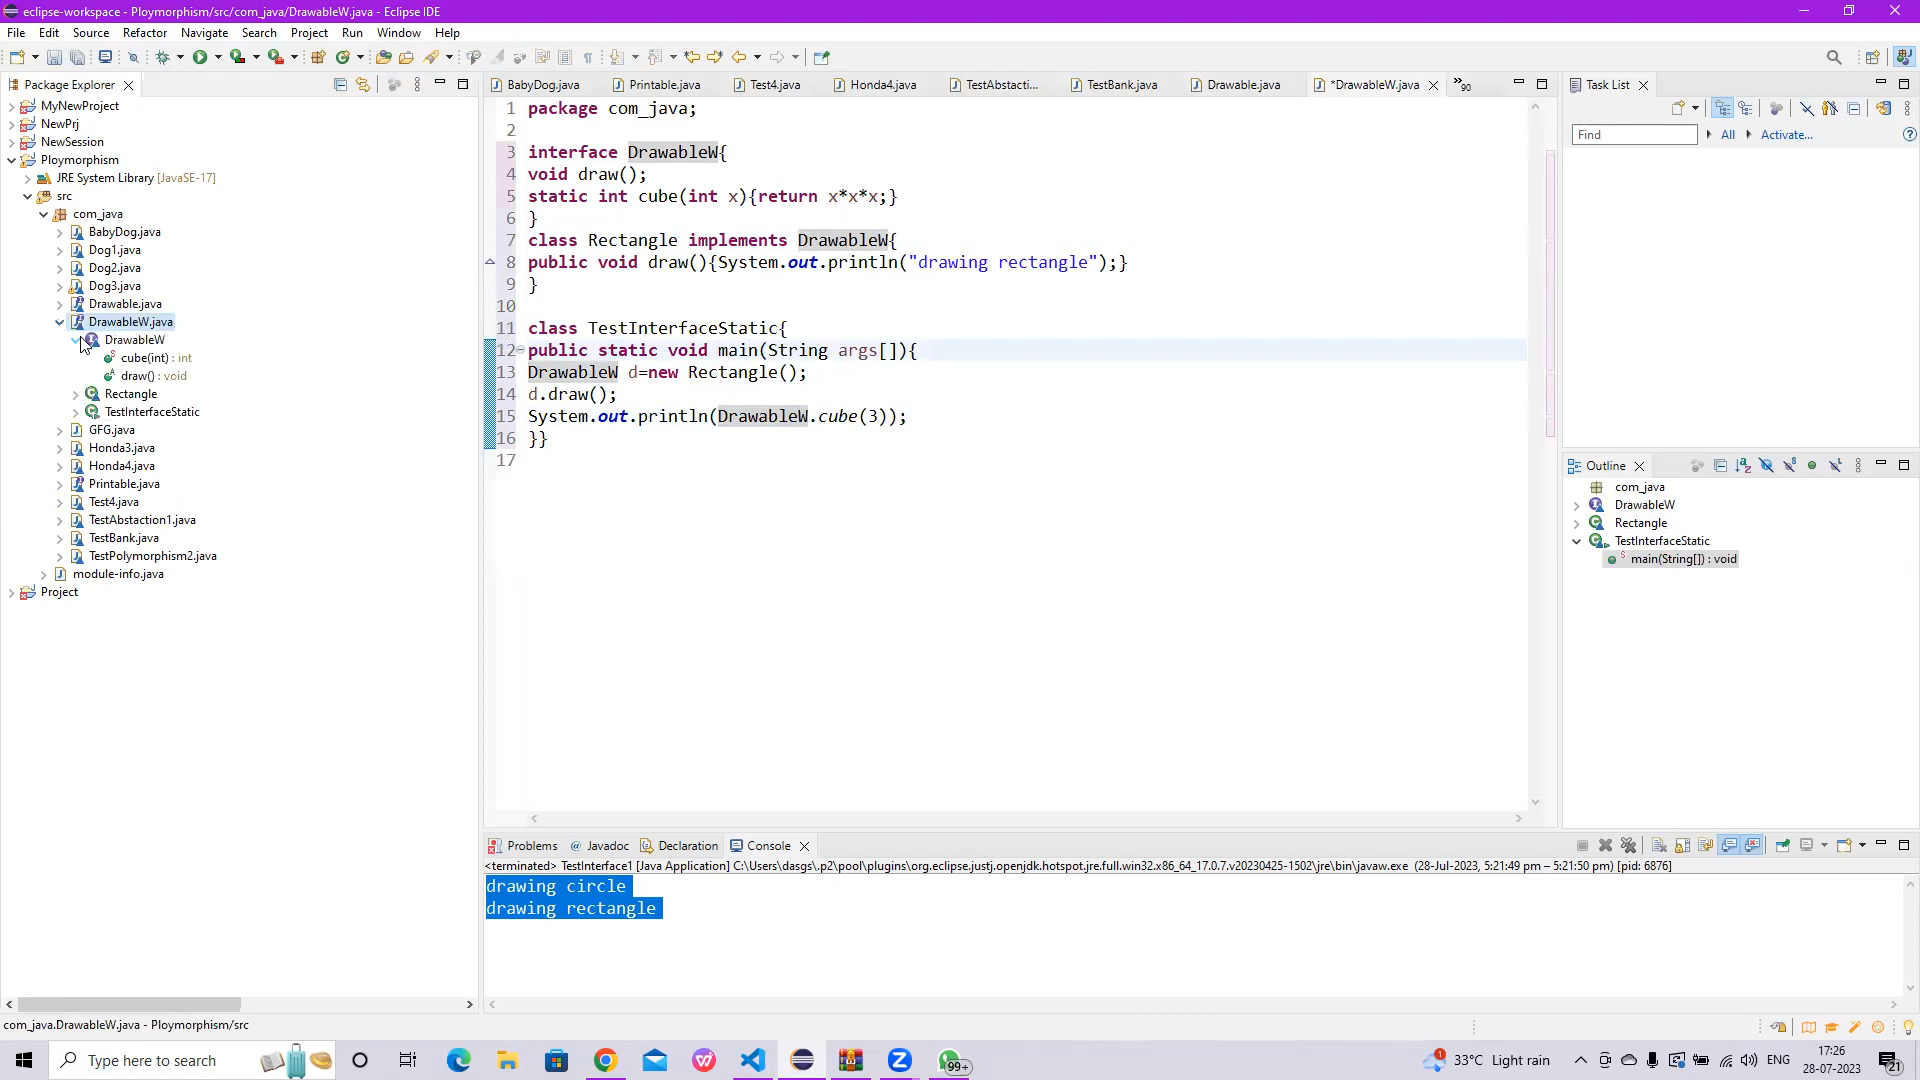 eclipse-workspace - Ploymorphism/src/com_java/DrawableW.java - Eclipse IDE
File Edit Source Refactor Navigate Search Project Run Window Help
Package Explorer
MyNewProject
NewPrj
NewSession
Ploymorphism
JRE System Library [JavaSE-17]
src
com_java
BabyDog.java
Dog1.java
Dog2.java
Dog3.java
Drawable.java
DrawableW.java
DrawableW
cube(int) : int
draw() : void
Rectangle
TestInterfaceStatic
GFG.java
Honda3.java
Honda4.java
Printable.java
Test4.java
TestAbstaction1.java
TestBank.java
TestPolymorphism2.java
module-info.java
Project
BabyDog.java Printable.java Test4.java Honda4.java TestAbstacti... TestBank.java Drawable.java *DrawableW.java »90
1 package com_java;
2
3 interface DrawableW{
4 void draw();
5 static int cube(int x){return x*x*x;}
6 }
7 class Rectangle implements DrawableW{
8 public void draw(){System.out.println("drawing rectangle");}
9 }
10
11 class TestInterfaceStatic{
12 public static void main(String args[]){
13 DrawableW d=new Rectangle();
14 d.draw();
15 System.out.println(DrawableW.cube(3));
16 }}
17
Task List
Find All Activate...
Outline
com_java
DrawableW
Rectangle
TestInterfaceStatic
main(String[]) : void
Problems @ Javadoc Declaration Console
<terminated> TestInterface1 [Java Application] C:\Users\dasgs\.p2\pool\plugins\org.eclipse.justj.openjdk.hotspot.jre.full.win32.x86_64_17.0.7.v20230425-1502\jre\bin\javaw.exe (28-Jul-2023, 5:21:49 pm – 5:21:50 pm) [pid: 6876]
drawing circle
drawing rectangle
com_java.DrawableW.java - Ploymorphism/src
Type here to search
99+
33°C Light rain
ENG
17:26
28-07-2023
21